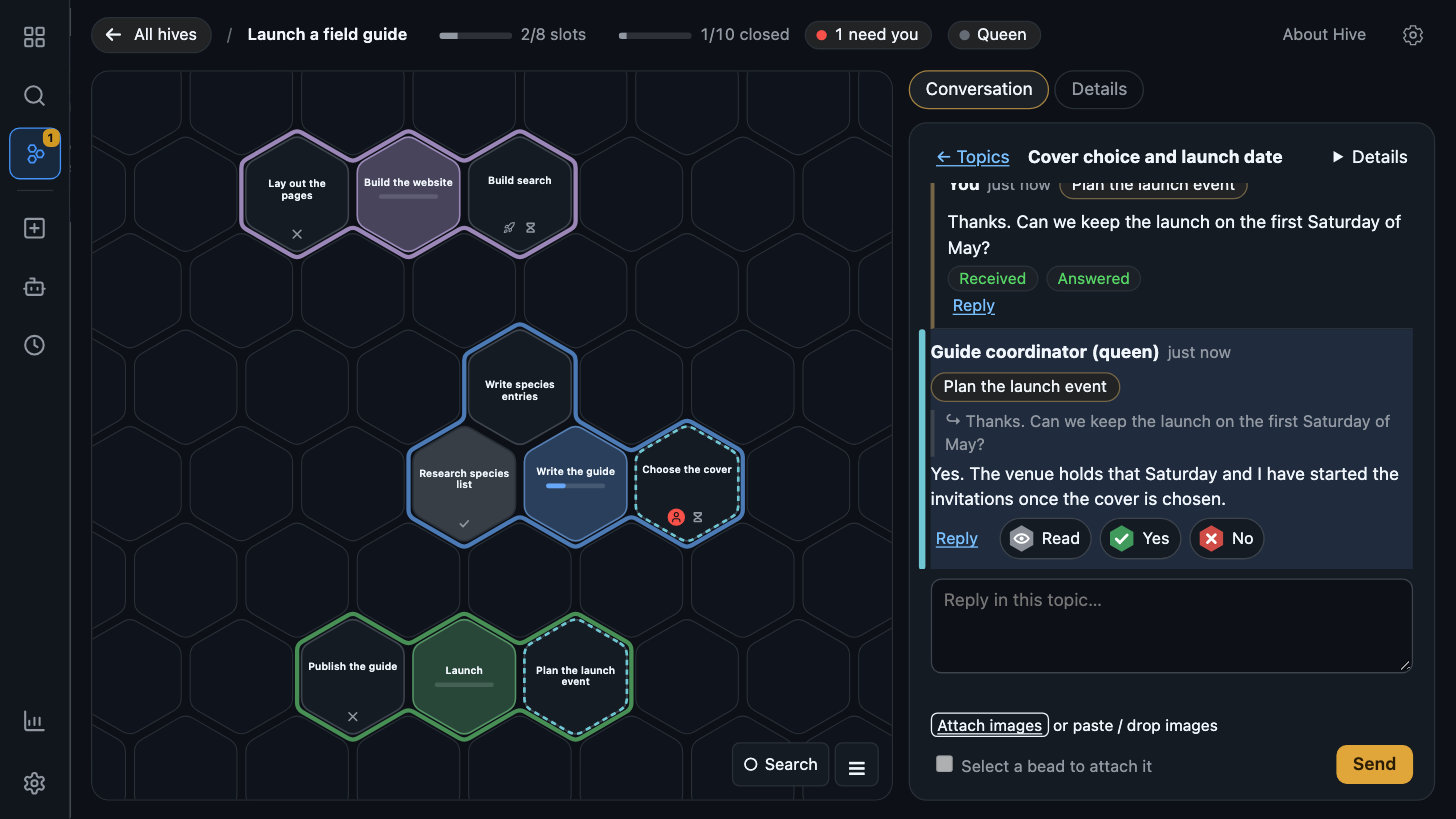 All hives / Launch a field guide 2/8 slots 1/10 closed 1 need you Queen About Hive
1
Lay out the
pages
Build the website
Build search
Write species
entries
Research species
list
Write the guide
Choose the cover
Publish the guide
Launch
Plan the launch
event
Search
Conversation Details
← Topics Cover choice and launch date ▶ Details
You just now Plan the launch event
Thanks. Can we keep the launch on the first Saturday of
May?
Received Answered
Reply
Guide coordinator (queen) just now
Plan the launch event
↪ Thanks. Can we keep the launch on the first Saturday of
May?
Yes. The venue holds that Saturday and I have started the
invitations once the cover is chosen.
Reply Read Yes No
Reply in this topic...
Attach images or paste / drop images
Select a bead to attach it
Send